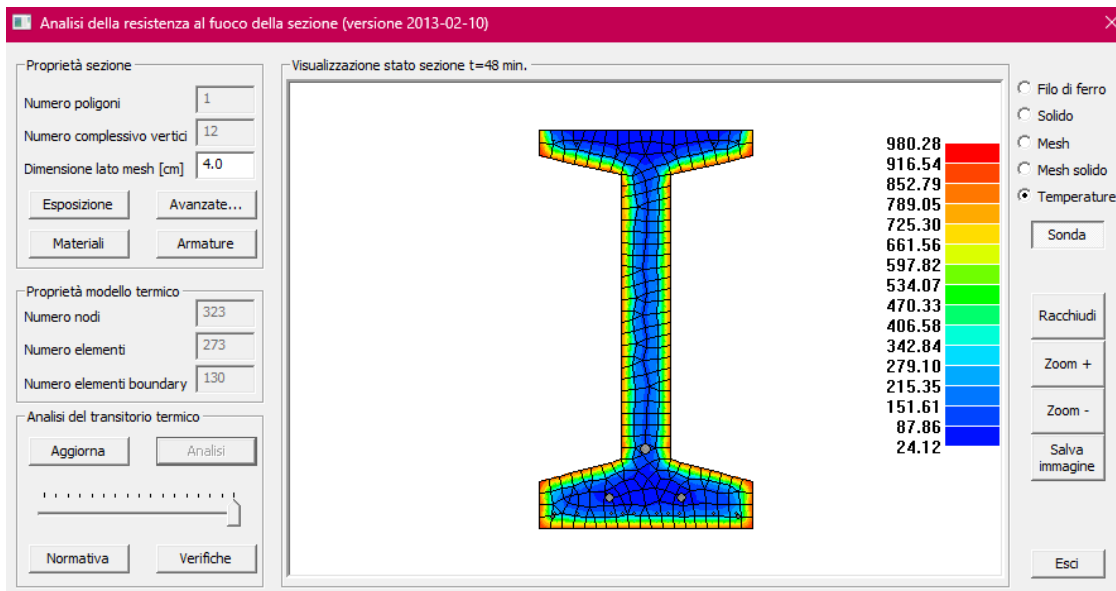 Analisi della resistenza al fuoco della sezione (versione 2013-02-10)
Proprietà sezione
Numero poligoni 1
Numero complessivo vertici 12
Dimensione lato mesh [cm] 4.0
Esposizione Avanzate...
Materiali Armature
Proprietà modello termico
Numero nodi 323
Numero elementi 273
Numero elementi boundary 130
Analisi del transitorio termico
Aggiorna Analisi
Normativa Verifiche
Visualizzazione stato sezione t=48 min.
980.28
916.54
852.79
789.05
725.30
661.56
597.82
534.07
470.33
406.58
342.84
279.10
215.35
151.61
87.86
24.12
Filo di ferro
Solido
Mesh
Mesh solido
Temperature
Sonda
Racchiudi
Zoom +
Zoom -
Salva
immagine
Esci